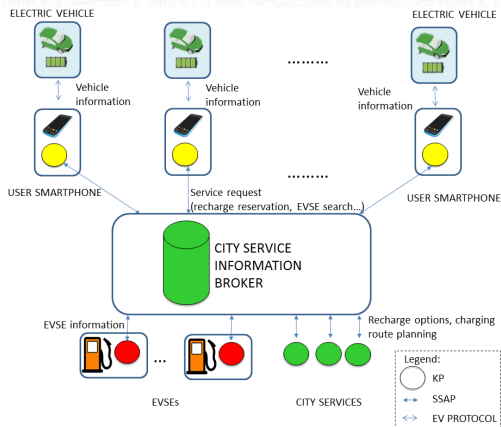 ELECTRIC VEHICLE
ELECTRIC VEHICLE
.........
Vehicle
information
Vehicle
information
Vehicle
information
USER SMARTPHONE
.........
USER SMARTPHONE
Service request
(recharge reservation, EVSE search...)
CITY SERVICE
INFORMATION
BROKER
EVSE information
Recharge options, charging
route planning
...
EVSEs
CITY SERVICES
Legend:
KP
SSAP
EV PROTOCOL